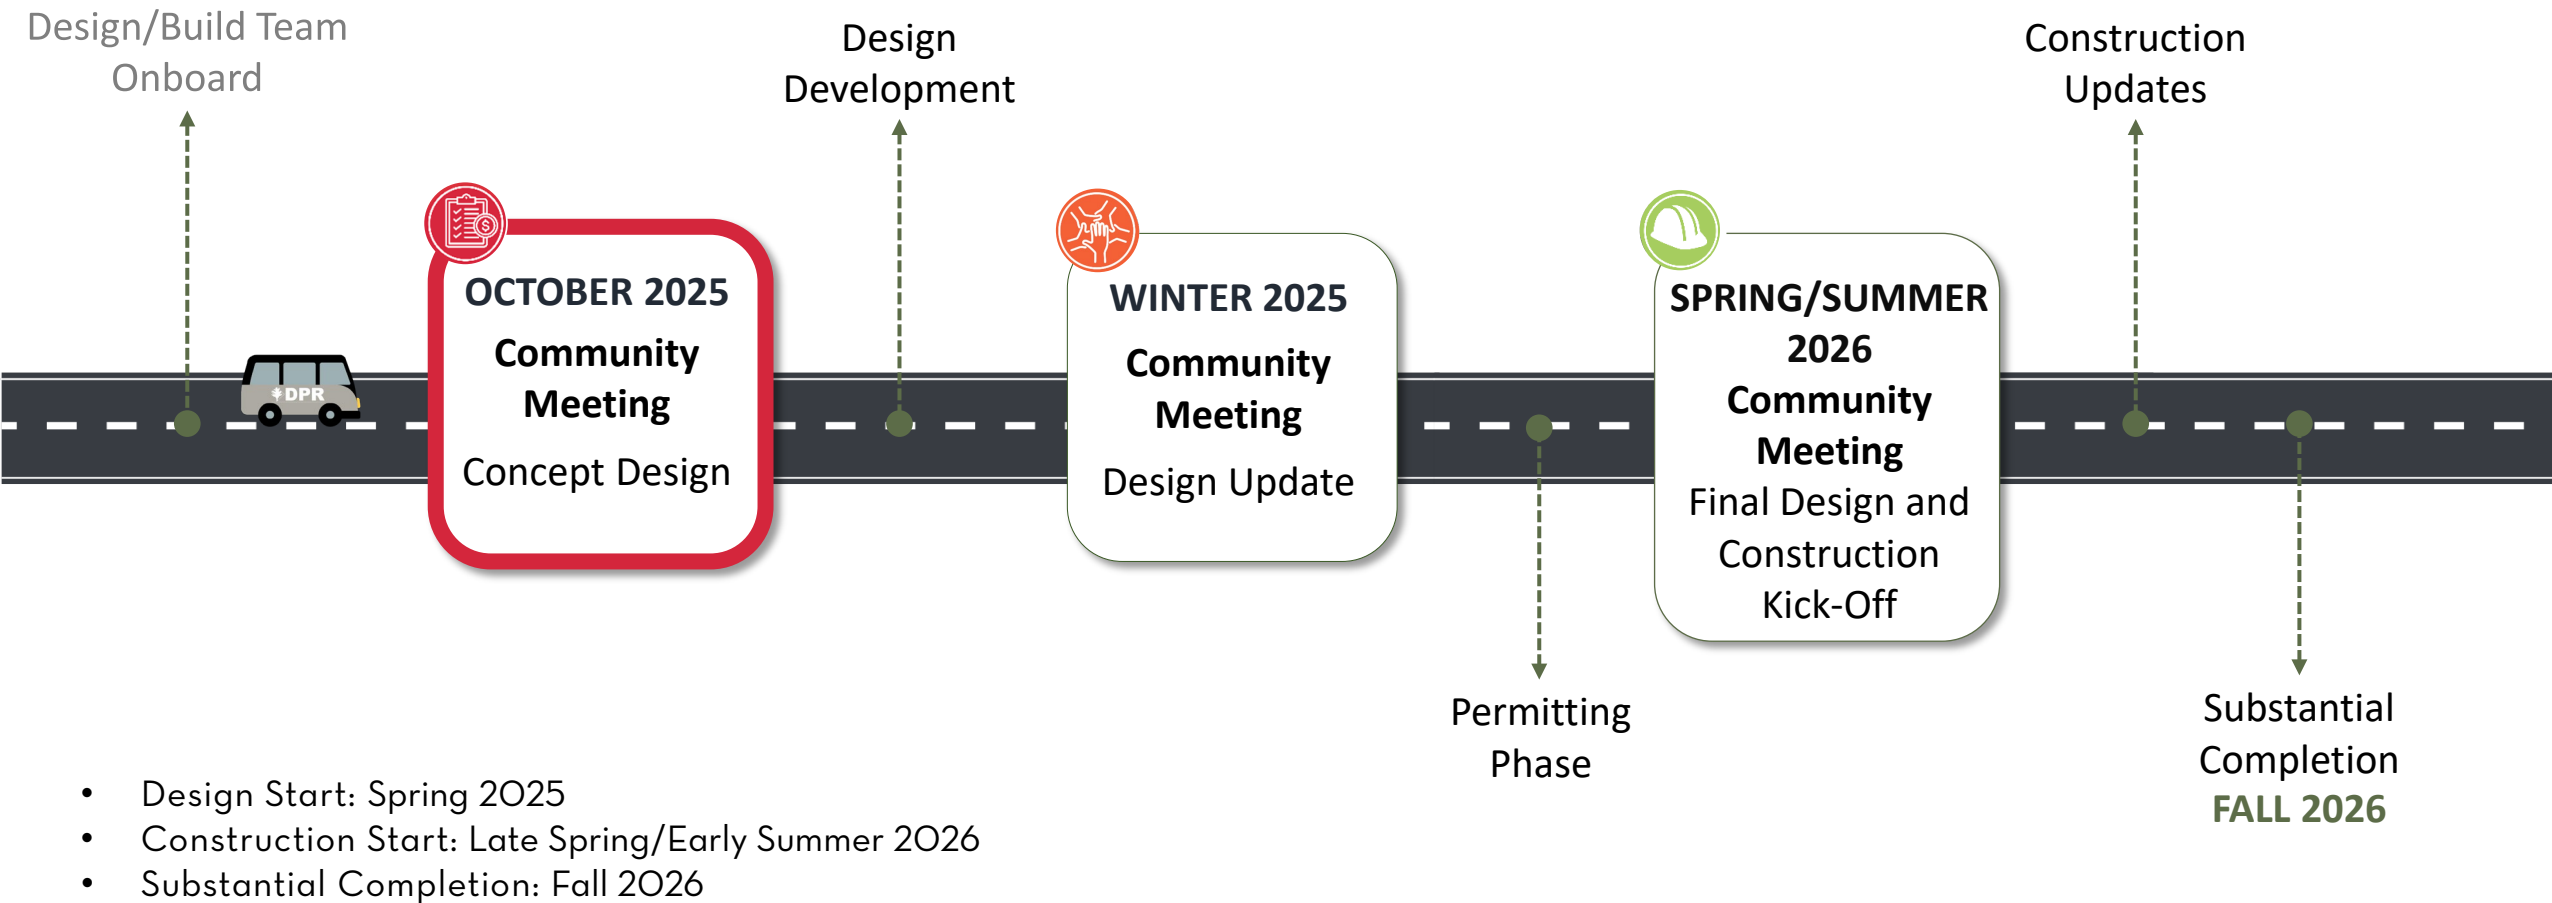 Design/Build Team
Onboard
Design
Development
Construction
Updates
OCTOBER 2025
Community
Meeting
Concept Design
WINTER 2025
Community
Meeting
Design Update
SPRING/SUMMER
2026
Community
Meeting
Final Design and
Construction
Kick-Off
DPR
Permitting
Phase
Substantial
Completion
FALL 2026
• Design Start: Spring 2025
• Construction Start: Late Spring/Early Summer 2026
• Substantial Completion: Fall 2026